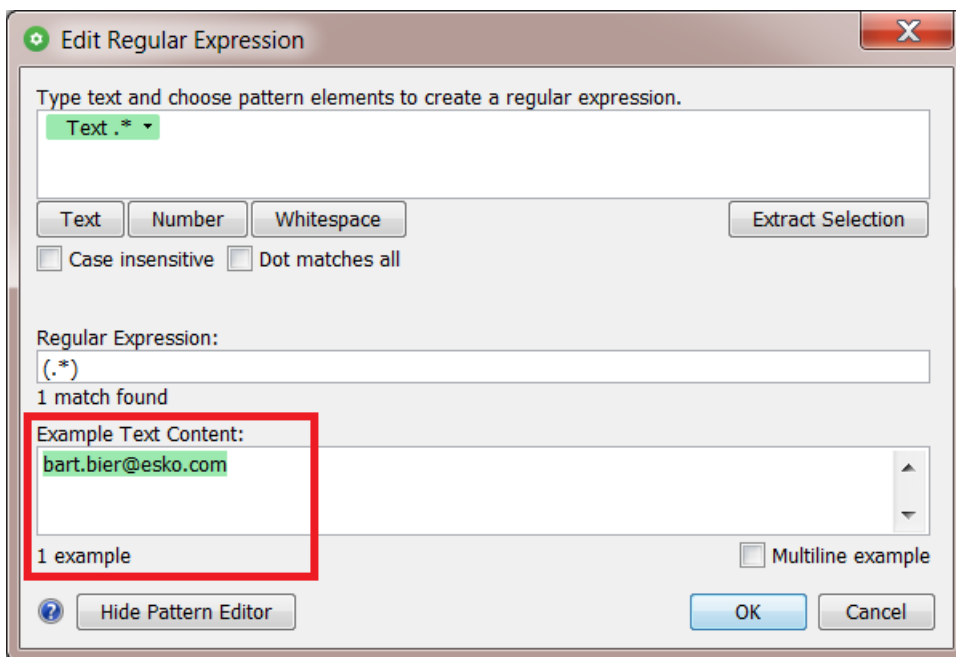 Edit Regular Expression
Type text and choose pattern elements to create a regular expression.
Text .*
Text Number Whitespace Extract Selection
Case insensitive Dot matches all
Regular Expression:
(.*)
1 match found
Example Text Content:
bart.bier@esko.com
1 example Multiline example
Hide Pattern Editor OK Cancel